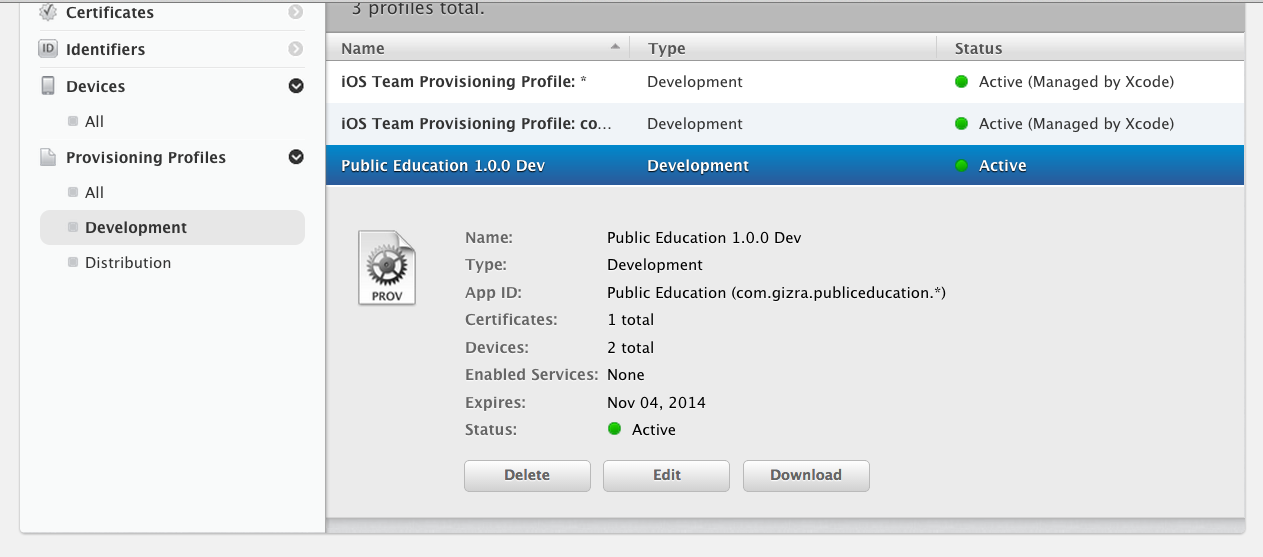 3 profiles total.
Certificates
ID Identifiers
Devices
All
Provisioning Profiles
All
Development
Distribution
Name Type Status
iOS Team Provisioning Profile: * Development Active (Managed by Xcode)
iOS Team Provisioning Profile: co... Development Active (Managed by Xcode)
Public Education 1.0.0 Dev Development Active
PROV
Name: Public Education 1.0.0 Dev
Type: Development
App ID: Public Education (com.gizra.publiceducation.*)
Certificates: 1 total
Devices: 2 total
Enabled Services: None
Expires: Nov 04, 2014
Status: Active
Delete Edit Download